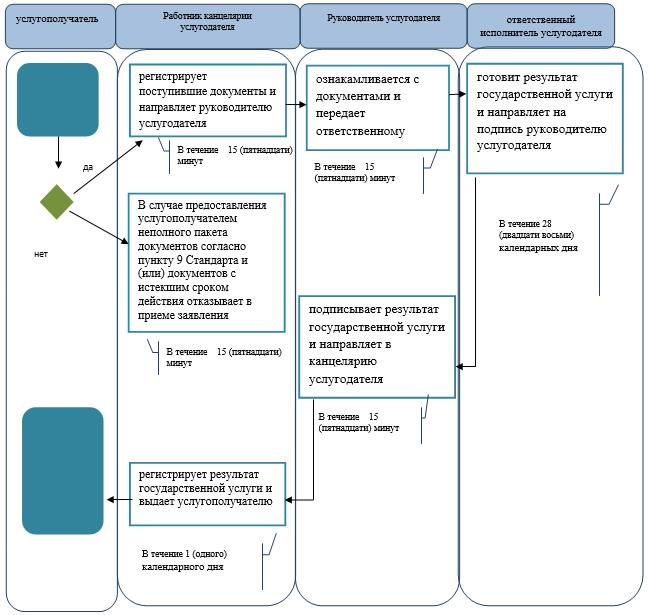 услугополучатель
Работник канцелярии
услугодателя
Руководитель услугодателя
ответственный
исполнитель услугодателя
регистрирует
поступившие документы и
направляет руководителю
услугодателя
В течение 15 (пятнадцати)
минут
ознакамливается с
документами и
передает
ответственному
В течение 15
(пятнадцати) минут
готовит результат
государственной услуги
и направляет на
подпись руководителю
услугодателя
В течение 28
(двадцати восьми)
календарных дня
да
нет
В случае предоставления
услугополучателем
неполного пакета
документов согласно
пункту 9 Стандарта и
(или) документов с
истекшим сроком
действия отказывает в
приеме заявления
В течение 15 (пятнадцати)
минут
подписывает результат
государственной услуги
и направляет в
канцелярию
услугодателя
В течение 15
(пятнадцати) минут
регистрирует результат
государственной услуги и
выдает услугополучателю
В течение 1 (одного)
календарного дня